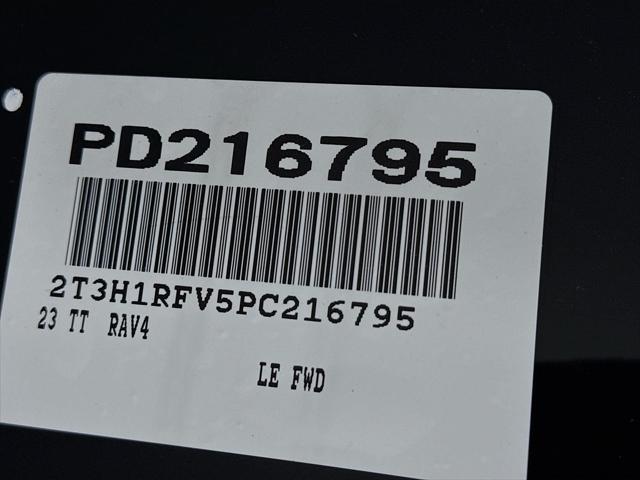 PD216795
2T3H1RFV5PC216795
23 TT RAV4
LE FWD